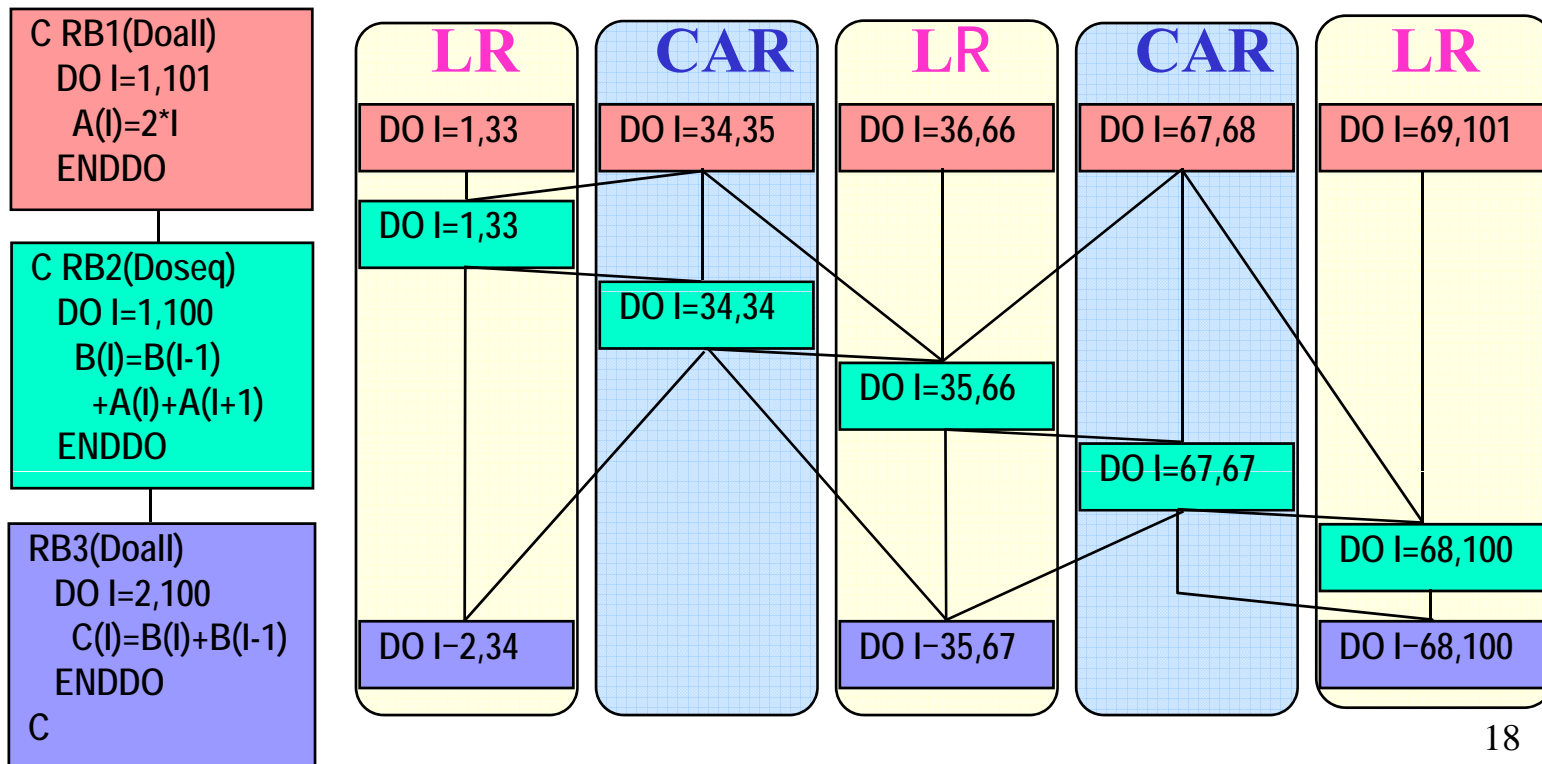 C RB1(Doall)
DO I=1,101
A(I)=2*I
ENDDO
C RB2(Doseq)
DO I=1,100
B(I)=B(I-1)
+A(I)+A(I+1)
ENDDO
RB3(Doall)
DO I=2,100
C(I)=B(I)+B(I-1)
ENDDO
C
LR
DO I=1,33
DO I=1,33
DO I−2,34
CAR
DO I=34,35
DO I=34,34
LR
DO I=36,66
DO I=35,66
DO I−35,67
CAR
DO I=67,68
DO I=67,67
LR
DO I=69,101
DO I=68,100
DO I−68,100
18